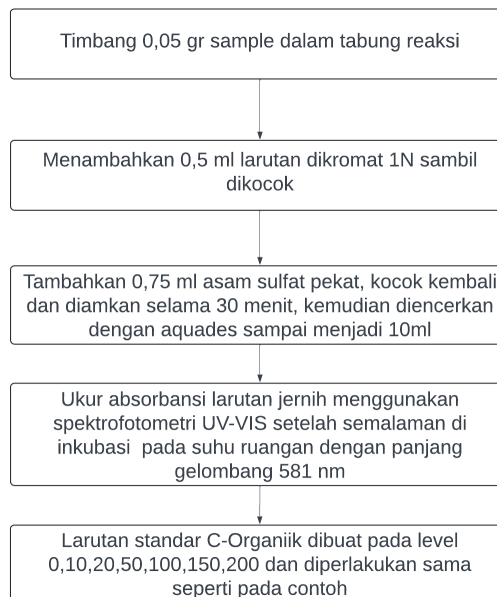 Timbang 0,05 gr sample dalam tabung reaksi
Menambahkan 0,5 ml larutan dikromat 1N sambil
dikocok
Tambahkan 0,75 ml asam sulfat pekat, kocok kembali
dan diamkan selama 30 menit, kemudian diencerkan
dengan aquades sampai menjadi 10ml
Ukur absorbansi larutan jernih menggunakan
spektrofotometri UV-VIS setelah semalaman di
inkubasi pada suhu ruangan dengan panjang
gelombang 581 nm
Larutan standar C-Organiik dibuat pada level
0,10,20,50,100,150,200 dan diperlakukan sama
seperti pada contoh